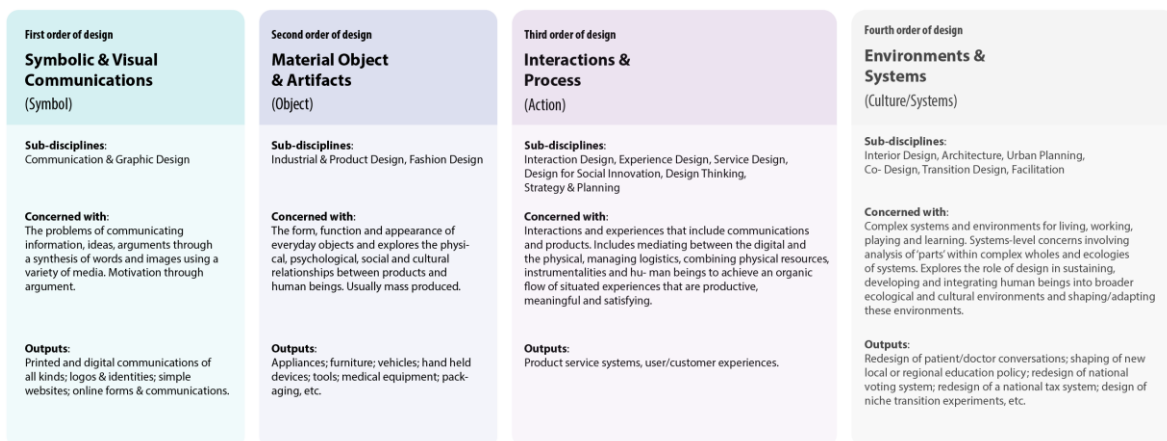 First order of design
Symbolic & Visual
Communications
(Symbol)
Sub-disciplines:
Communication & Graphic Design
Concerned with:
The problems of communicating
information, ideas, arguments through
a synthesis of words and images using a
variety of media. Motivation through
argument.
Outputs:
Printed and digital communications of
all kinds; logos & identities; simple
websites; online forms & communications.
Second order of design
Material Object
& Artifacts
(Object)
Sub-disciplines:
Industrial & Product Design, Fashion Design
Concerned with:
The form, function and appearance of
everyday objects and explores the physi-
cal, psychological, social and cultural
relationships between products and
human beings. Usually mass produced.
Outputs:
Appliances; furniture; vehicles; hand held
devices; tools; medical equipment; pack-
aging, etc.
Third order of design
Interactions &
Process
(Action)
Sub-disciplines:
Interaction Design, Experience Design, Service Design,
Design for Social Innovation, Design Thinking,
Strategy & Planning
Concerned with:
Interactions and experiences that include communications
and products. Includes mediating between the digital and
the physical, managing logistics, combining physical resources,
instrumentalities and hu- man beings to achieve an organic
flow of situated experiences that are productive,
meaningful and satisfying.
Outputs:
Product service systems, user/customer experiences.
Fourth order of design
Environments &
Systems
(Culture/Systems)
Sub-disciplines:
Interior Design, Architecture, Urban Planning,
Co- Design, Transition Design, Facilitation
Concerned with:
Complex systems and environments for living, working,
playing and learning. Systems-level concerns involving
analysis of 'parts' within complex wholes and ecologies
of systems. Explores the role of design in sustaining,
developing and integrating human beings into broader
ecological and cultural environments and shaping/adapting
these environments.
Outputs:
Redesign of patient/doctor conversations; shaping of new
local or regional education policy; redesign of national
voting system; redesign of a national tax system; design of
niche transition experiments, etc.